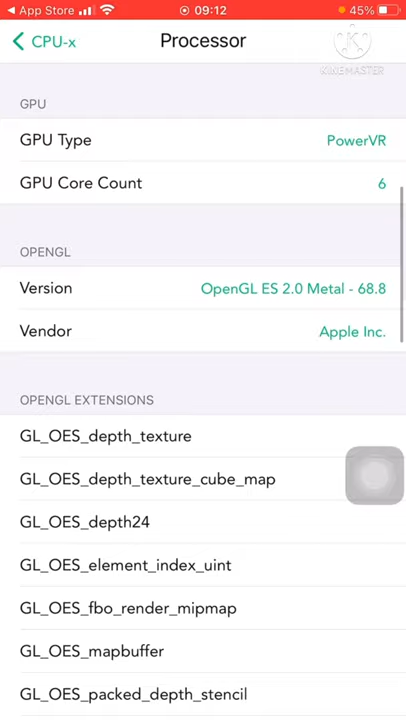 App Store 09:12 45%
CPU-x Processor
K
KINEMASTER
GPU
GPU Type PowerVR
GPU Core Count 6
OPENGL
Version OpenGL ES 2.0 Metal - 68.8
Vendor Apple Inc.
OPENGL EXTENSIONS
GL_OES_depth_texture
GL_OES_depth_texture_cube_map
GL_OES_depth24
GL_OES_element_index_uint
GL_OES_fbo_render_mipmap
GL_OES_mapbuffer
GL_OES_packed_depth_stencil